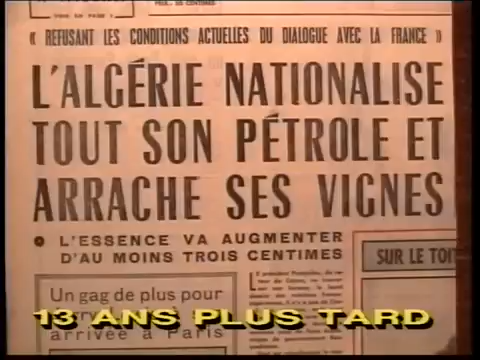 « REFUSANT LES CONDITIONS ACTUELLES DU DIALOGUE AVEC LA FRANCE »
L'ALGÉRIE NATIONALISE
TOUT SON PÉTROLE ET
ARRACHE SES VIGNES
L'ESSENCE VA AUGMENTER
D'AU MOINS TROIS CENTIMES
SUR LE TOI
Un gag de plus pour
13 ANS PLUS TARD
arrivée à Paris